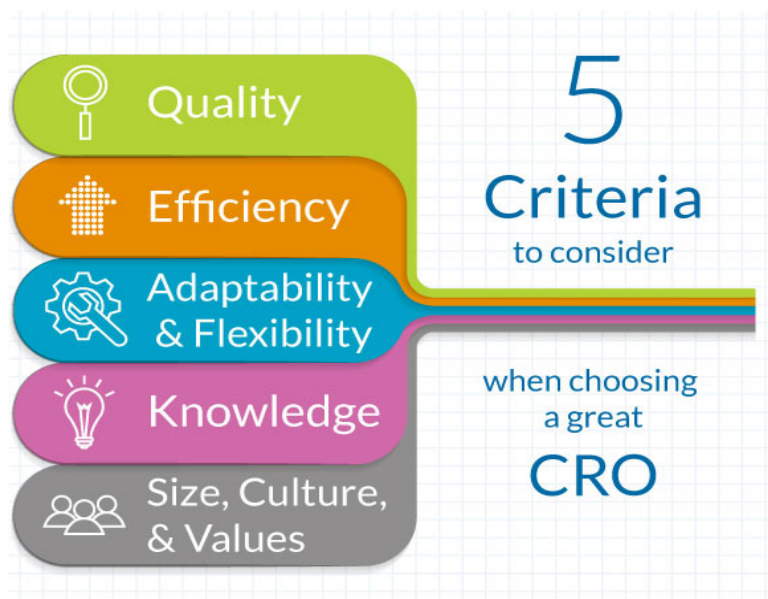 Quality
Efficiency
Adaptability
& Flexibility
Knowledge
Size, Culture,
& Values
5
Criteria
to consider
when choosing
a great
CRO